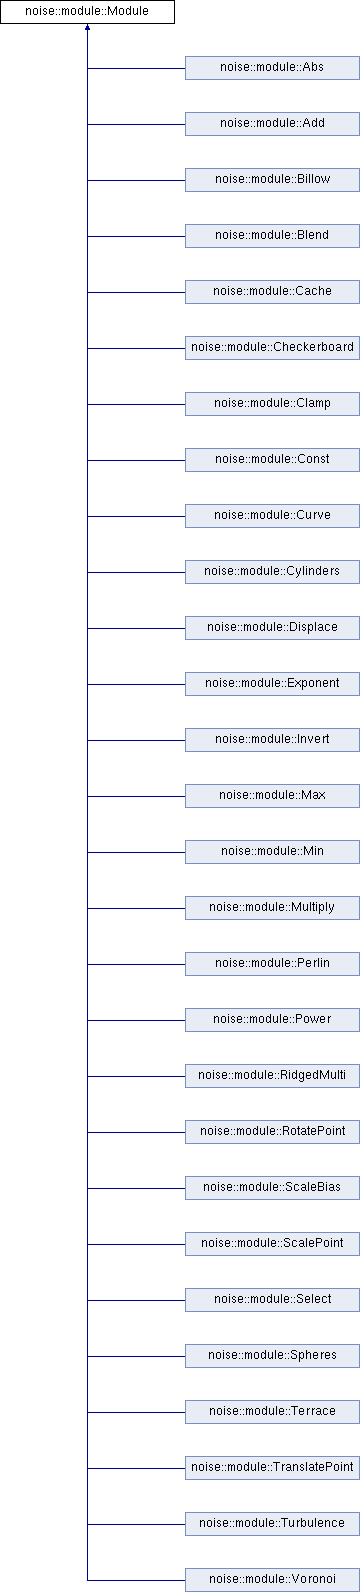 noise::module::Module
noise::module::Abs
noise::module::Add
noise::module::Billow
noise::module::Blend
noise::module::Cache
noise::module::Checkerboard
noise::module::Clamp
noise::module::Const
noise::module::Curve
noise::module::Cylinders
noise::module::Displace
noise::module::Exponent
noise::module::Invert
noise::module::Max
noise::module::Min
noise::module::Multiply
noise::module::Perlin
noise::module::Power
noise::module::RidgedMulti
noise::module::RotatePoint
noise::module::ScaleBias
noise::module::ScalePoint
noise::module::Select
noise::module::Spheres
noise::module::Terrace
noise::module::TranslatePoint
noise::module::Turbulence
noise::module::Voronoi